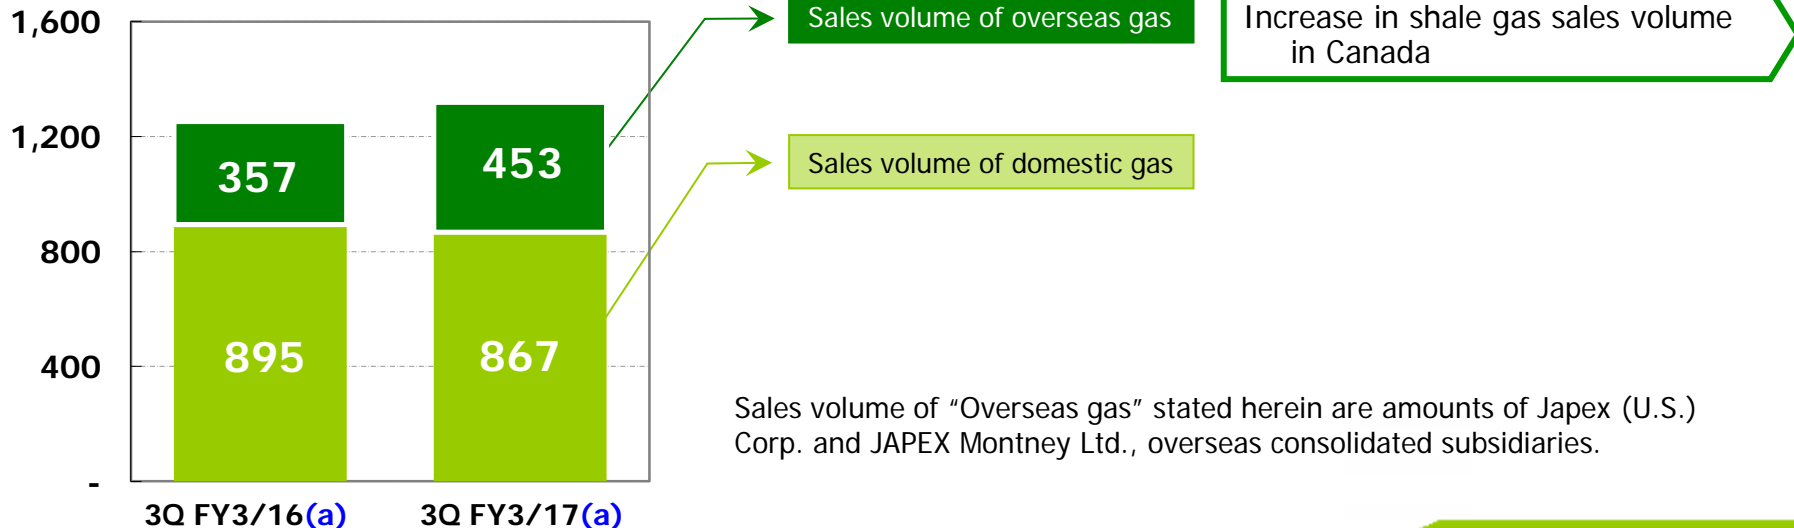 1,600
1,200
800
400
-
357
453
895
867
3Q FY3/16(a)
3Q FY3/17(a)
Sales volume of overseas gas
Sales volume of domestic gas
Increase in shale gas sales volume
in Canada
Sales volume of “Overseas gas” stated herein are amounts of Japex (U.S.)
Corp. and JAPEX Montney Ltd., overseas consolidated subsidiaries.